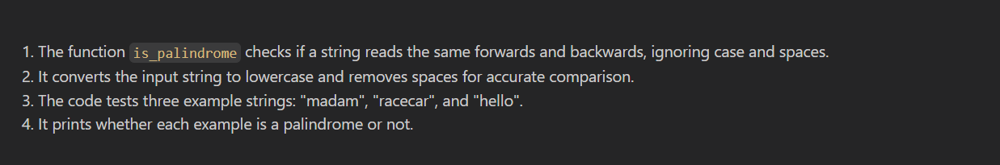 1. The function is_palindrome checks if a string reads the same forwards and backwards, ignoring case and spaces.
2. It converts the input string to lowercase and removes spaces for accurate comparison.
3. The code tests three example strings: "madam", "racecar", and "hello".
4. It prints whether each example is a palindrome or not.